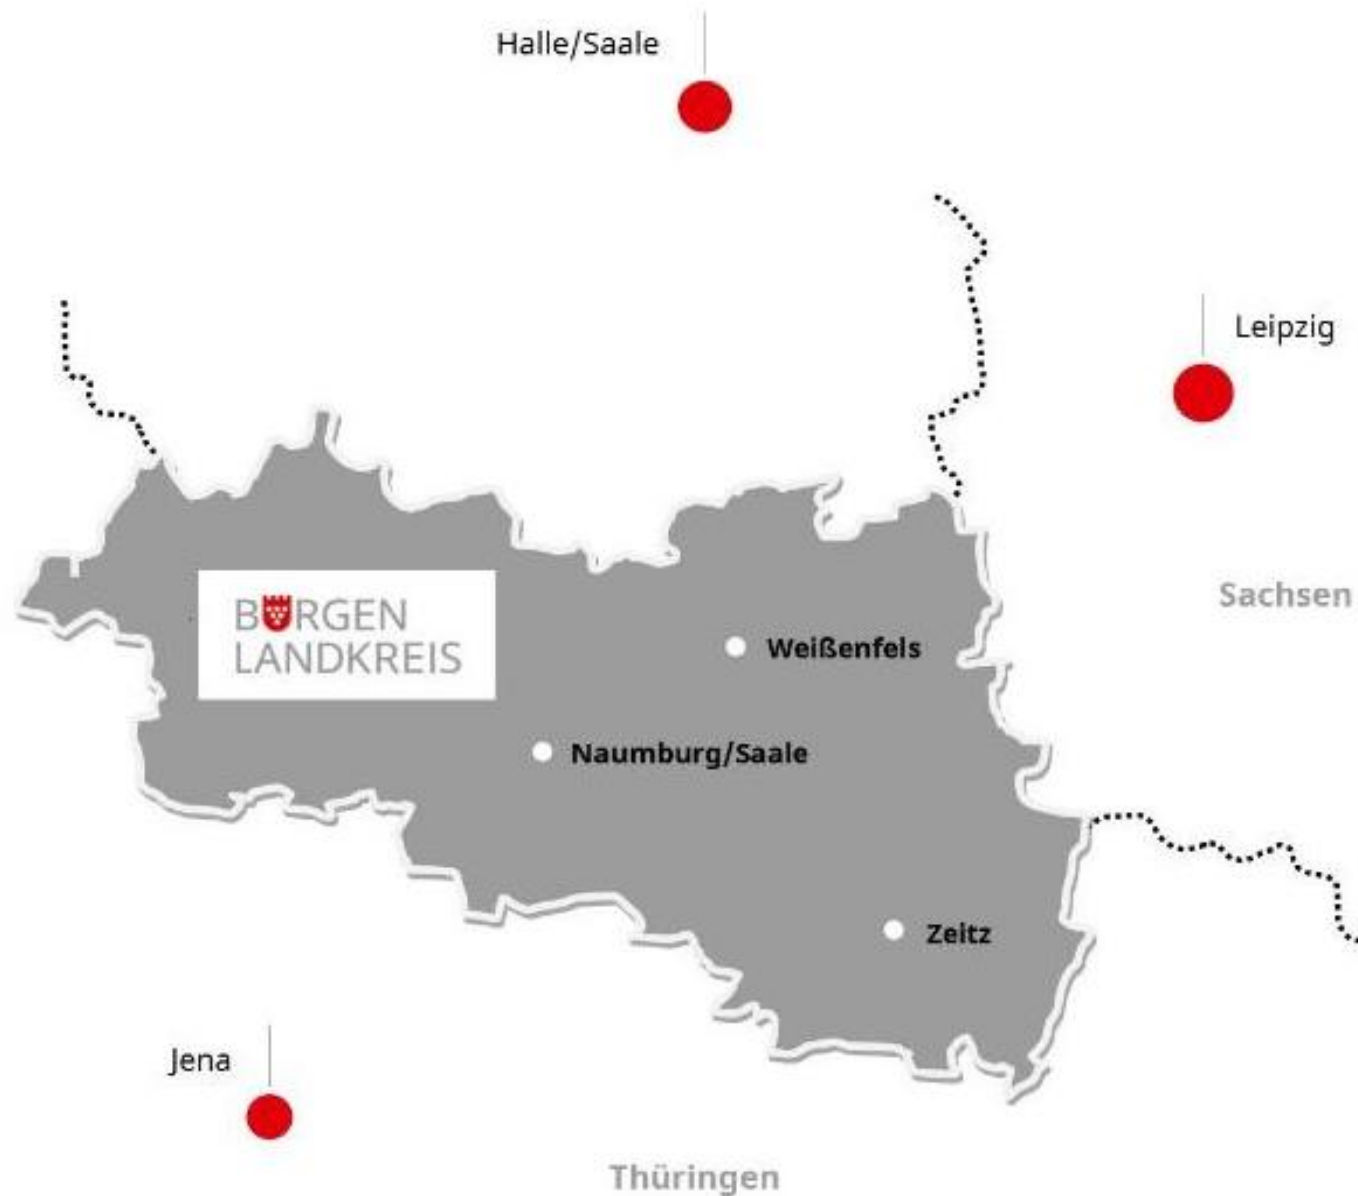 Halle/Saale
Leipzig
Sachsen
BURGEN
LANDKREIS
Weißenfels
Naumburg/Saale
Zeitz
Jena
Thüringen